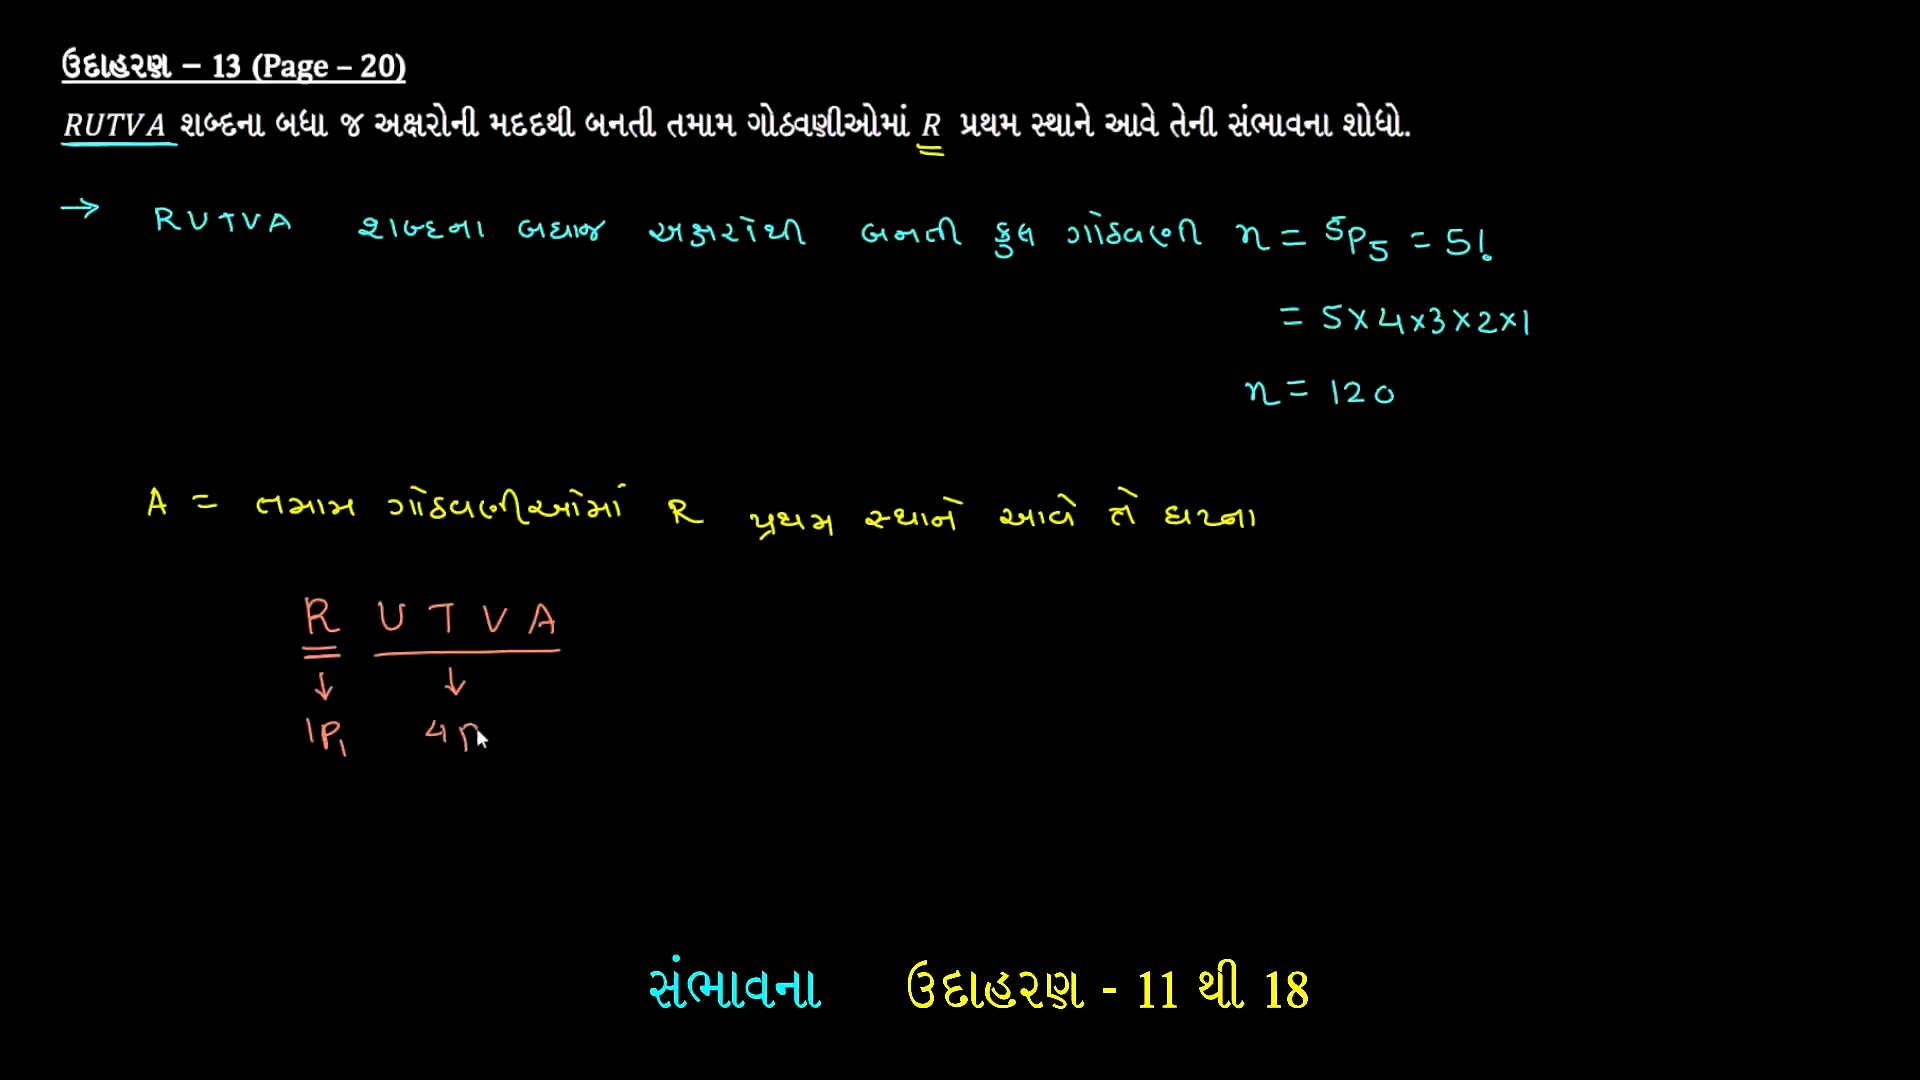 ઉદાહરણ – 13 (Page – 20)
RUTVA શબ્દના બધા જ અક્ષરોની મદદથી બનતી તમામ ગોઠવણીઓમાં R પ્રથમ સ્થાને આવે તેની સંભાવના શોધો.
→ RUTVA શબ્દના બધાજ અક્ષરોથી બનતી કુલ ગોઠવણી n = ⁵P₅ = 5!
= 5×4×3×2×1
n = 120
A = તમામ ગોઠવણીઓમાં R પ્રથમ સ્થાને આવે તે ઘટના
R U T V A
↓ ↓
¹P₁ 4
સંભાવના ઉદાહરણ - 11 થી 18